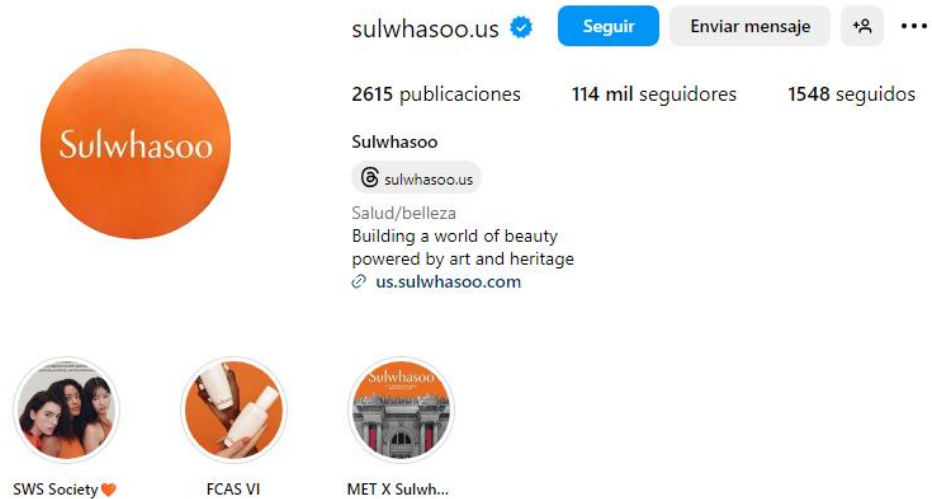 sulwhasoo.us
Seguir
Enviar mensaje
2615 publicaciones
114 mil seguidores
1548 seguidos
Sulwhasoo
Sulwhasoo
sulwhasoo.us
Salud/belleza
Building a world of beauty
powered by art and heritage
us.sulwhasoo.com
Sulwhasoo
SWS Society🧡
FCAS VI
MET X Sulwh...